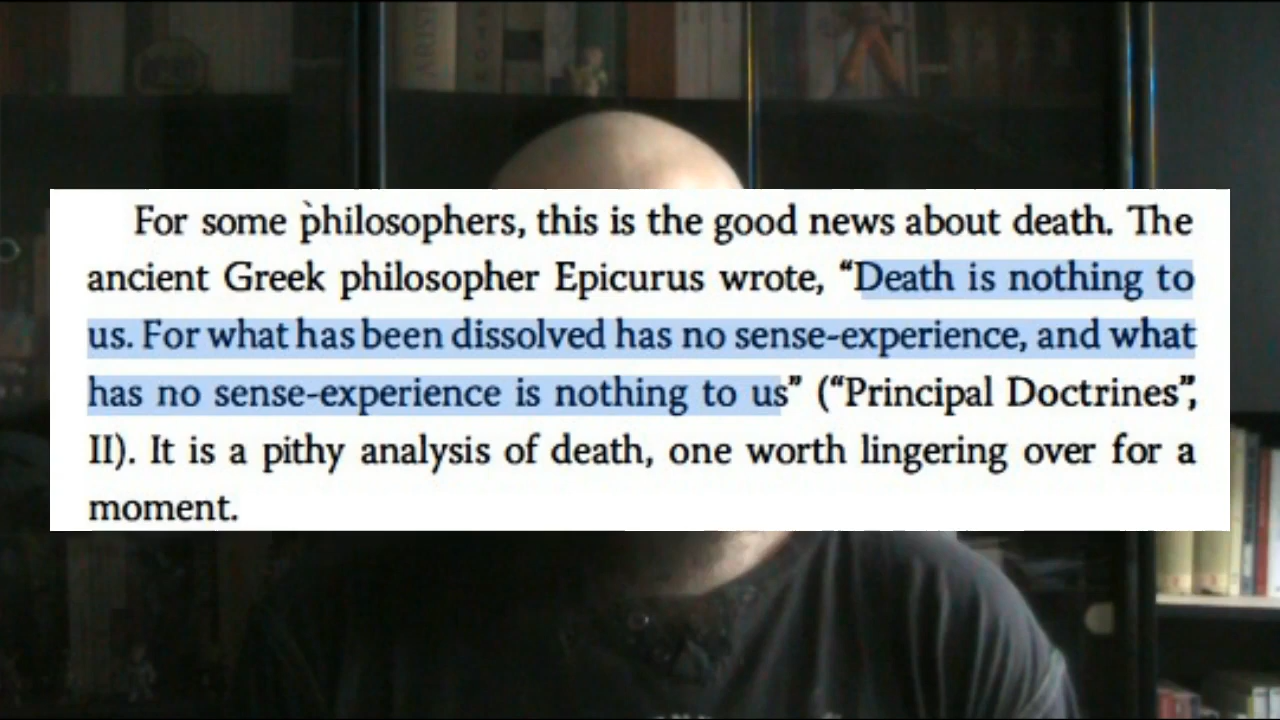 For some philosophers, this is the good news about death. The
ancient Greek philosopher Epicurus wrote, “Death is nothing to
us. For what has been dissolved has no sense-experience, and what
has no sense-experience is nothing to us” (“Principal Doctrines”,
II). It is a pithy analysis of death, one worth lingering over for a
moment.